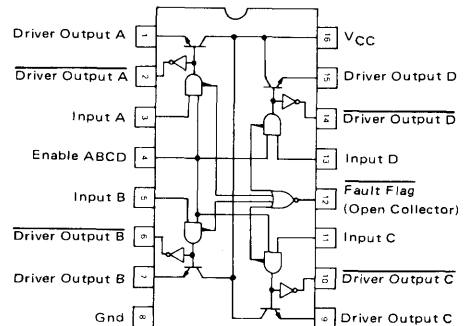 Driver Output A 1
Driver Output A 2
Input A 3
Enable ABCD 4
Input B 5
Driver Output B 6
Driver Output B 7
Gnd 8
16 VCC
15 Driver Output D
14 Driver Output D
13 Input D
12 Fault Flag
(Open Collector)
11 Input C
10 Driver Output C
9 Driver Output C